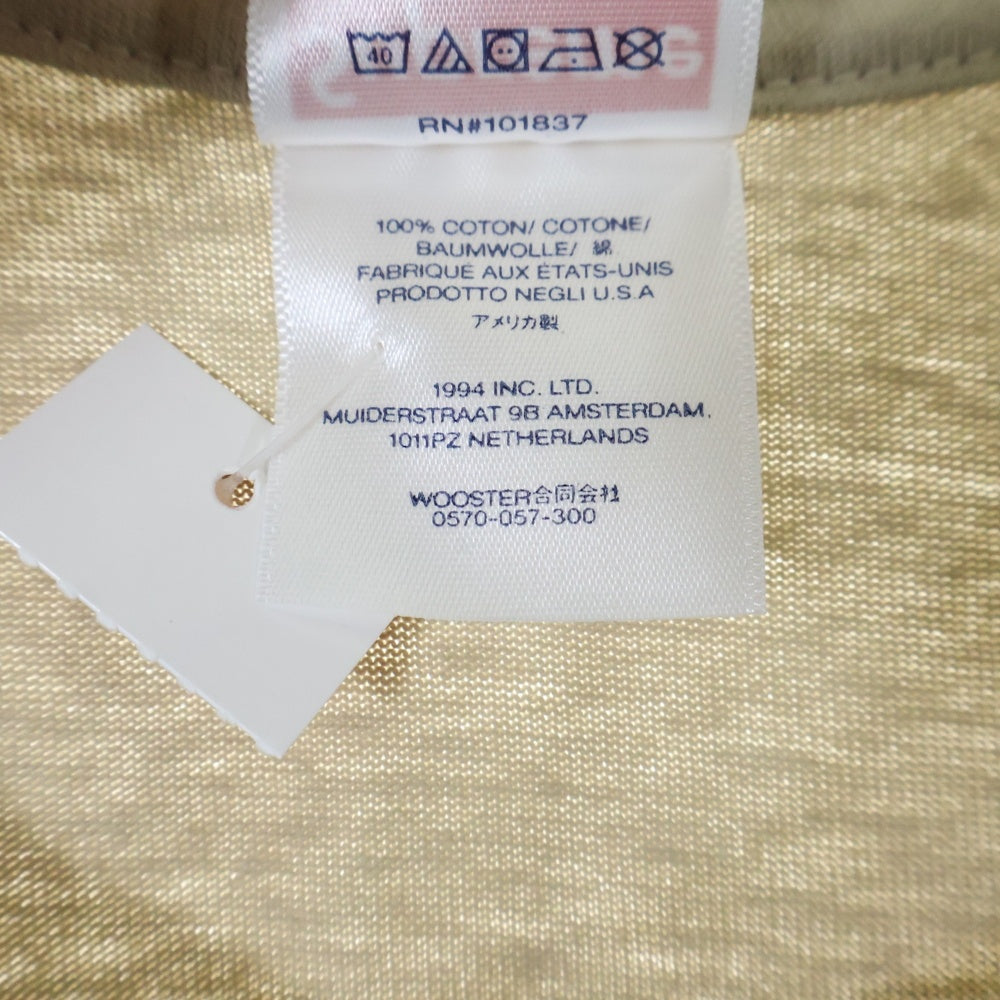 40
RN#101837
100% COTON/ COTONE/
BAUMWOLLE/ 綿
FABRIQUÉ AUX ÉTATS-UNIS
PRODOTTO NEGLI U.S.A
アメリカ製
1994 INC. LTD.
MUIDERSTRAAT 9B AMSTERDAM,
1011PZ NETHERLANDS
WOOSTER合同会社
0570-057-300